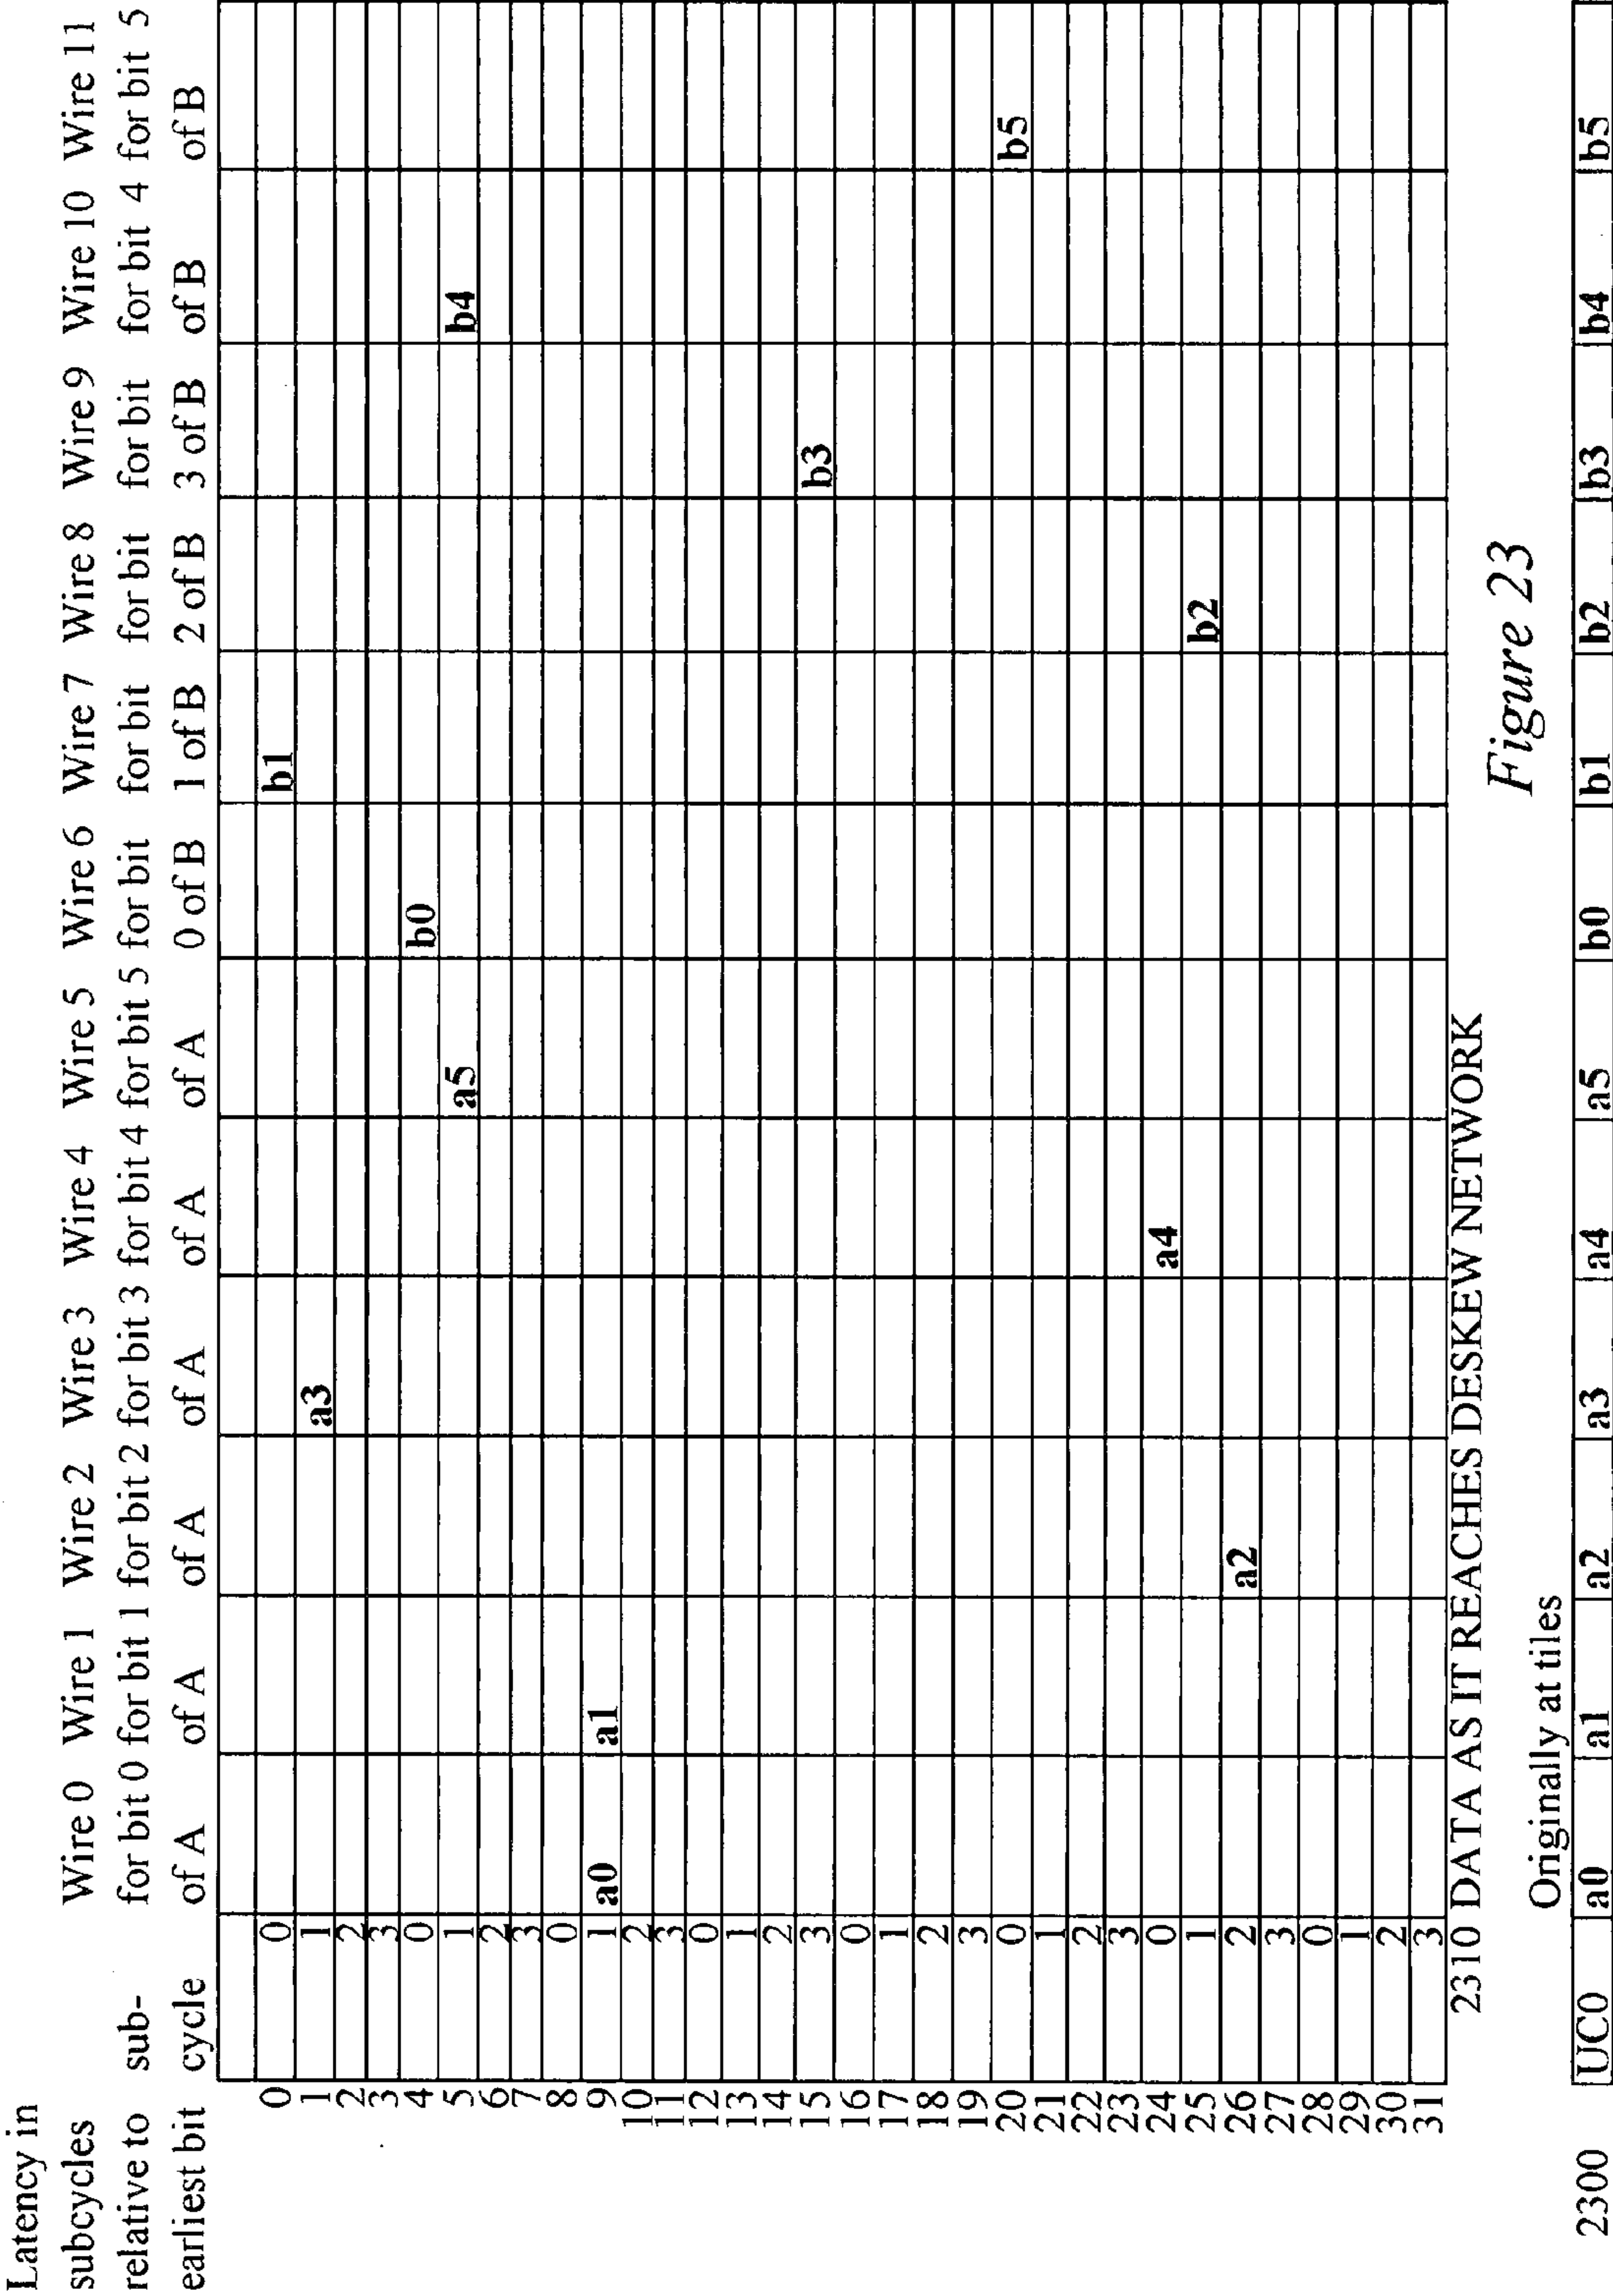 Latency in
subcycles Wire 0 Wire 1 Wire 2 Wire 3 Wire 4 Wire 5 Wire 6 Wire 7 Wire 8 Wire 9 Wire 10 Wire 11
relative to sub- for bit 0 for bit 1 for bit 2 for bit 3 for bit 4 for bit 5 for bit for bit for bit for bit for bit 4 for bit 5
earliest bit cycle of A of A of A of A of A of A 0 of B 1 of B 2 of B 3 of B of B of B
0 0 b1
1 1 a3
2 2
3 3
4 0 b0
5 1 a5 b4
6 2
7 3
8 0
9 1 a0 a1
10 2
11 3
12 0
13 1
14 2
15 3 b3
16 0
17 1
18 2
19 3
20 0 b5
21 1
22 2
23 3
24 0 a4
25 1 b2
26 2 a2
27 3
28 0
29 1
30 2
31 3
2310 DATA AS IT REACHES DESKEW NETWORK
Figure 23
Originally at tiles
2300 UC0 a0 a1 a2 a3 a4 a5 b0 b1 b2 b3 b4 b5